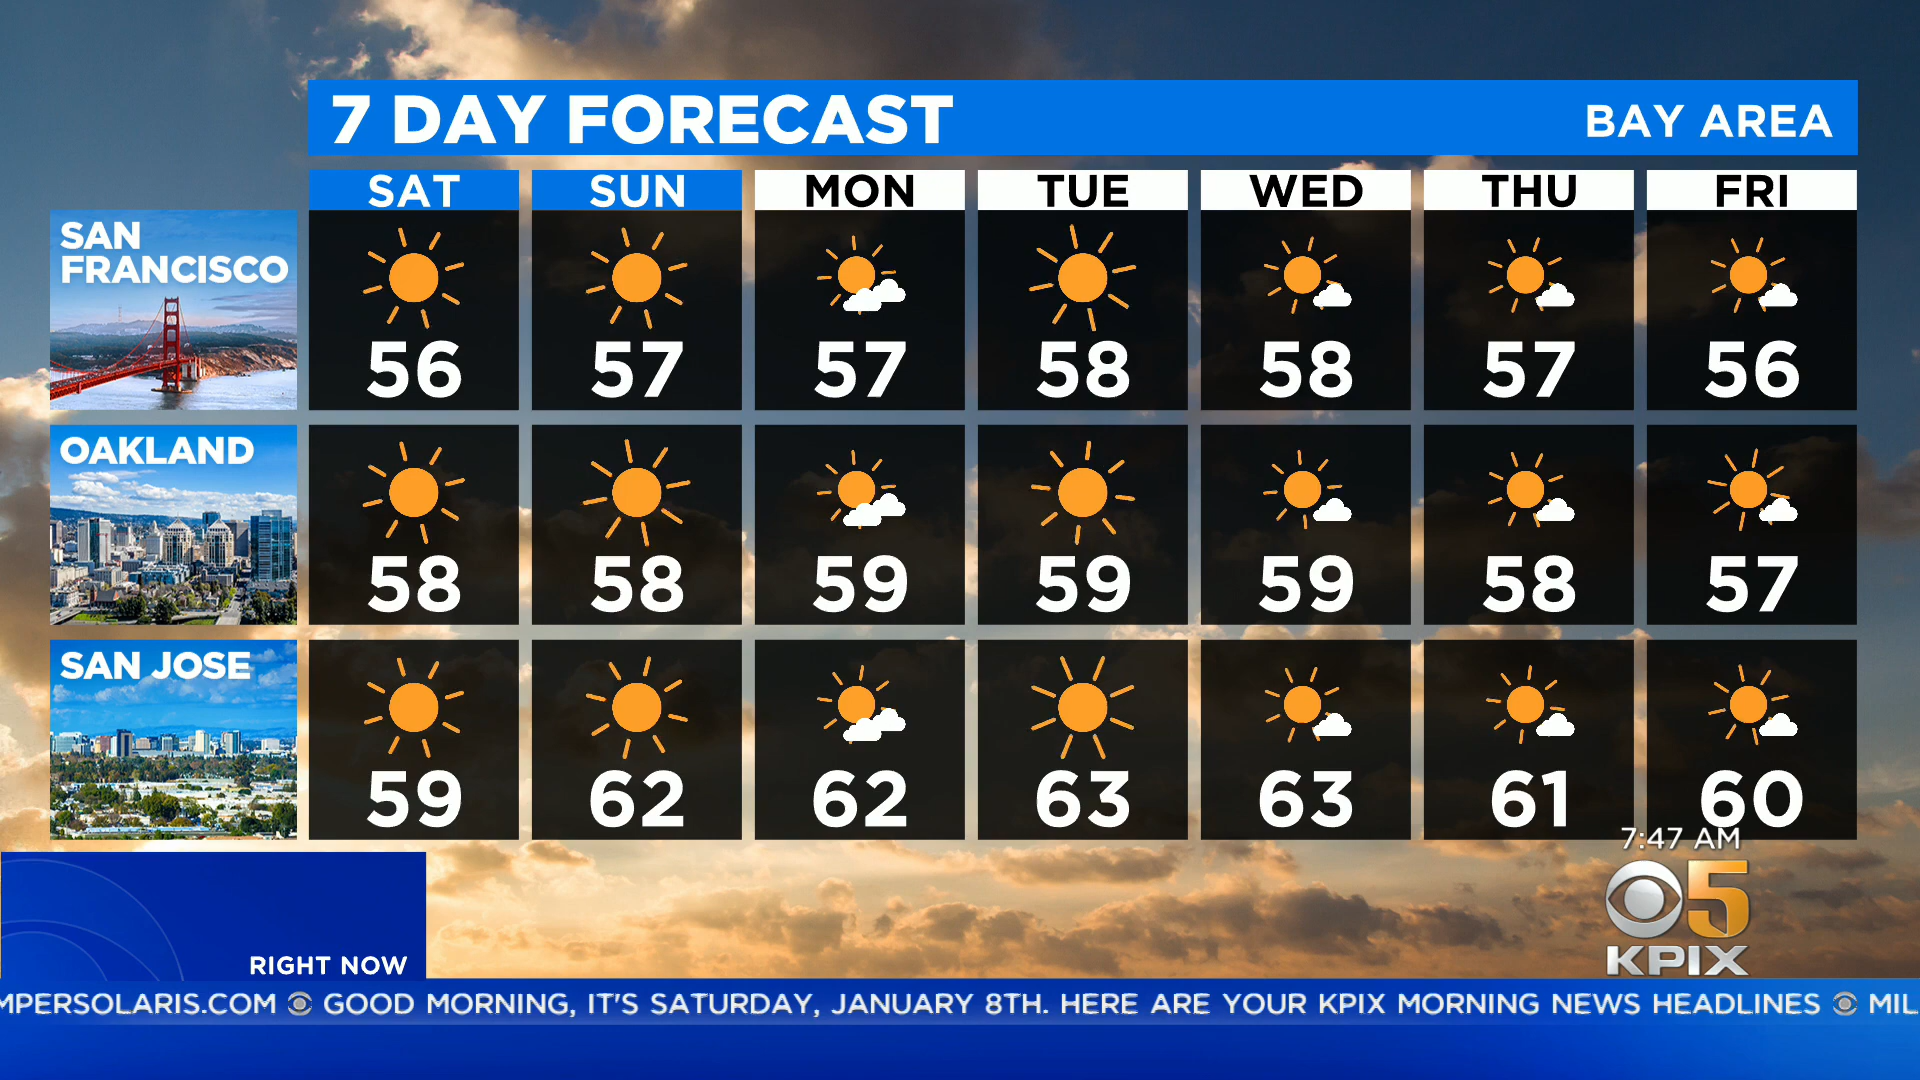 7 DAY FORECAST
BAY AREA
SAT SUN MON TUE WED THU FRI
SAN
FRANCISCO
56 57 57 58 58 57 56
OAKLAND
58 58 59 59 59 58 57
SAN JOSE
59 62 62 63 63 61 60
7:47 AM
5
KPIX
RIGHT NOW
MPERSOLARIS.COM GOOD MORNING, IT'S SATURDAY, JANUARY 8TH. HERE ARE YOUR KPIX MORNING NEWS HEADLINES MIL